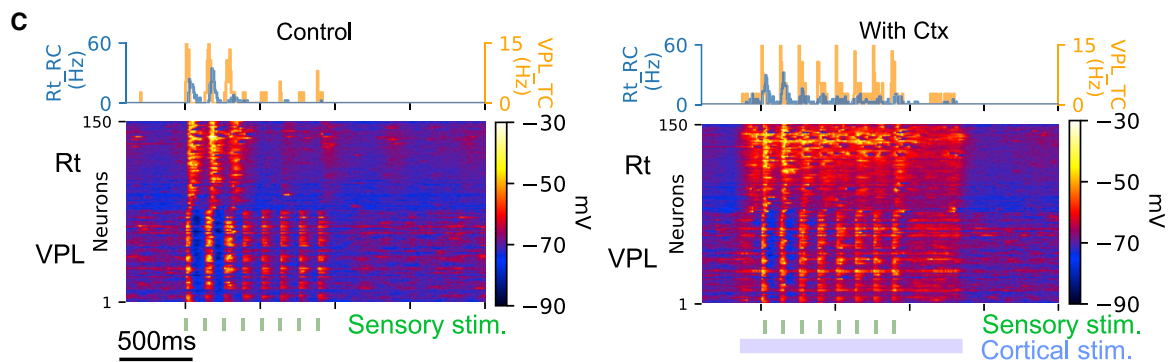 C
Control
With Ctx
Rt_RC
(Hz)
60
0
15
0
VPL_TC
(Hz)
Rt_RC
(Hz)
60
0
15
0
VPL_TC
(Hz)
150
Rt
VPL
Neurons
1
−30
−50
−70
−90
mV
150
Rt
VPL
Neurons
1
−30
−50
−70
−90
mV
Sensory stim.
500ms
Sensory stim.
Cortical stim.